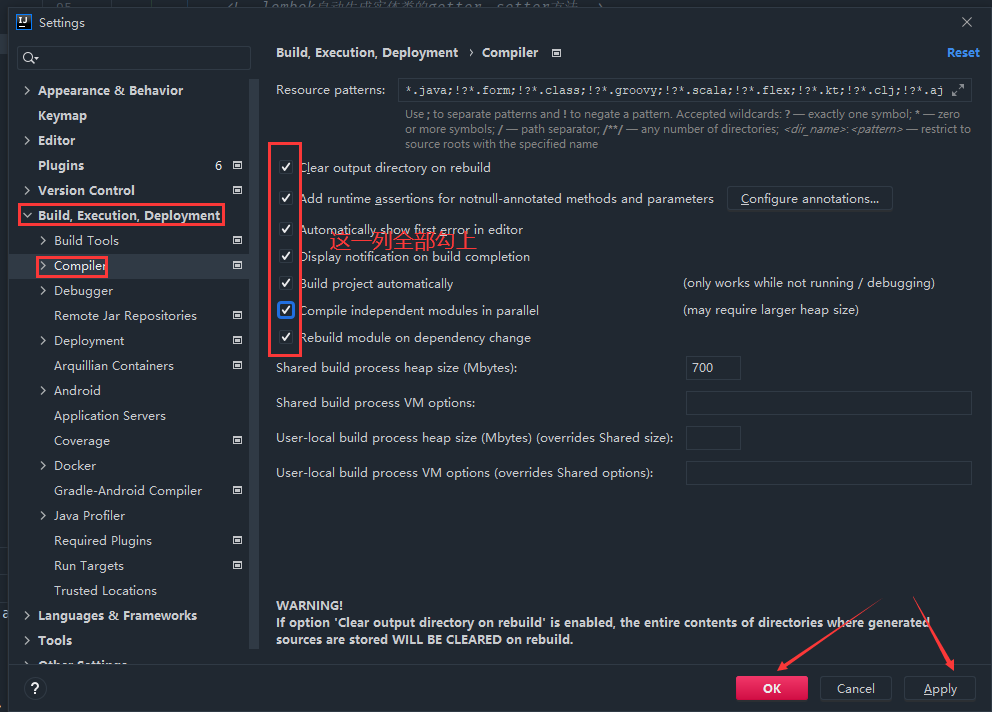 Settings
Build, Execution, Deployment › Compiler
Reset
Appearance & Behavior
Keymap
Editor
Plugins 6
Version Control
Build, Execution, Deployment
Build Tools
Compiler
Debugger
Remote Jar Repositories
Deployment
Arquillian Containers
Android
Application Servers
Coverage
Docker
Gradle-Android Compiler
Java Profiler
Required Plugins
Run Targets
Trusted Locations
Languages & Frameworks
Tools
Other Settings
Resource patterns: *.java;!?*.form;!?*.class;!?*.groovy;!?*.scala;!?*.flex;!?*.kt;!?*.clj;!?*.aj
Use ; to separate patterns and ! to negate a pattern. Accepted wildcards: ? — exactly one symbol; * — zero
or more symbols; / — path separator; /**/ — any number of directories; <dir_name>:<pattern> — restrict to
source roots with the specified name
Clear output directory on rebuild
Add runtime assertions for notnull-annotated methods and parameters Configure annotations...
Automatically show first error in editor
这一列全部勾上
Display notification on build completion
Build project automatically (only works while not running / debugging)
Compile independent modules in parallel (may require larger heap size)
Rebuild module on dependency change
Shared build process heap size (Mbytes): 700
Shared build process VM options:
User-local build process heap size (Mbytes) (overrides Shared size):
User-local build process VM options (overrides Shared options):
WARNING!
If option 'Clear output directory on rebuild' is enabled, the entire contents of directories where generated
sources are stored WILL BE CLEARED on rebuild.
? OK Cancel Apply